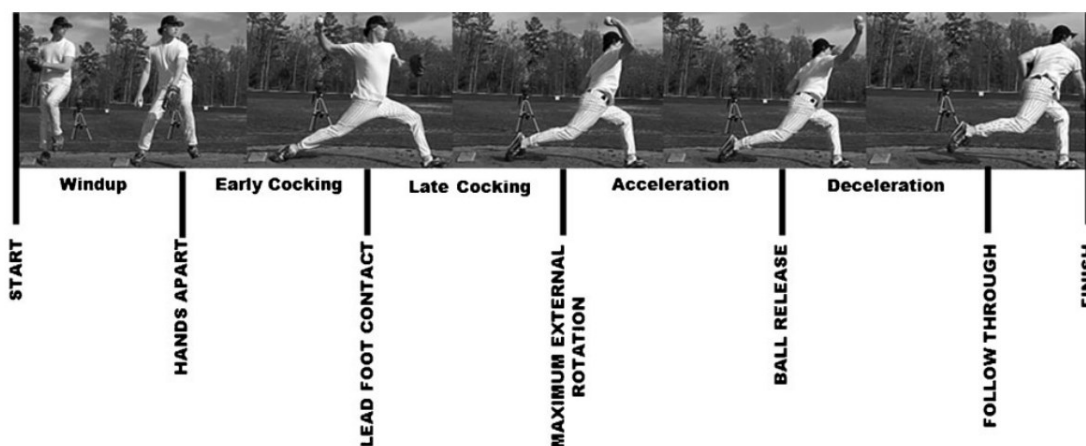 Windup
Early Cocking
Late Cocking
Acceleration
Deceleration
START
HANDS APART
LEAD FOOT CONTACT
MAXIMUM EXTERNAL
ROTATION
BALL RELEASE
FOLLOW THROUGH
FINISH